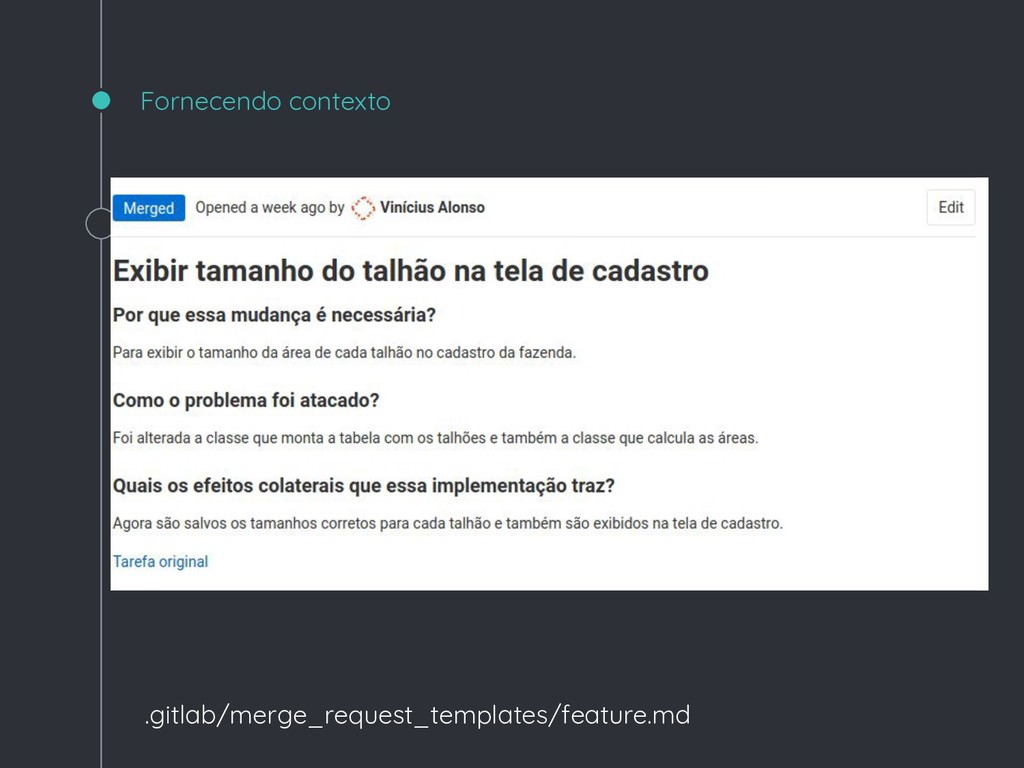 Fornecendo contexto
Merged Opened a week ago by Vinícius Alonso Edit
Exibir tamanho do talhão na tela de cadastro
Por que essa mudança é necessária?
Para exibir o tamanho da área de cada talhão no cadastro da fazenda.
Como o problema foi atacado?
Foi alterada a classe que monta a tabela com os talhões e também a classe que calcula as áreas.
Quais os efeitos colaterais que essa implementação traz?
Agora são salvos os tamanhos corretos para cada talhão e também são exibidos na tela de cadastro.
Tarefa original
.gitlab/merge_request_templates/feature.md